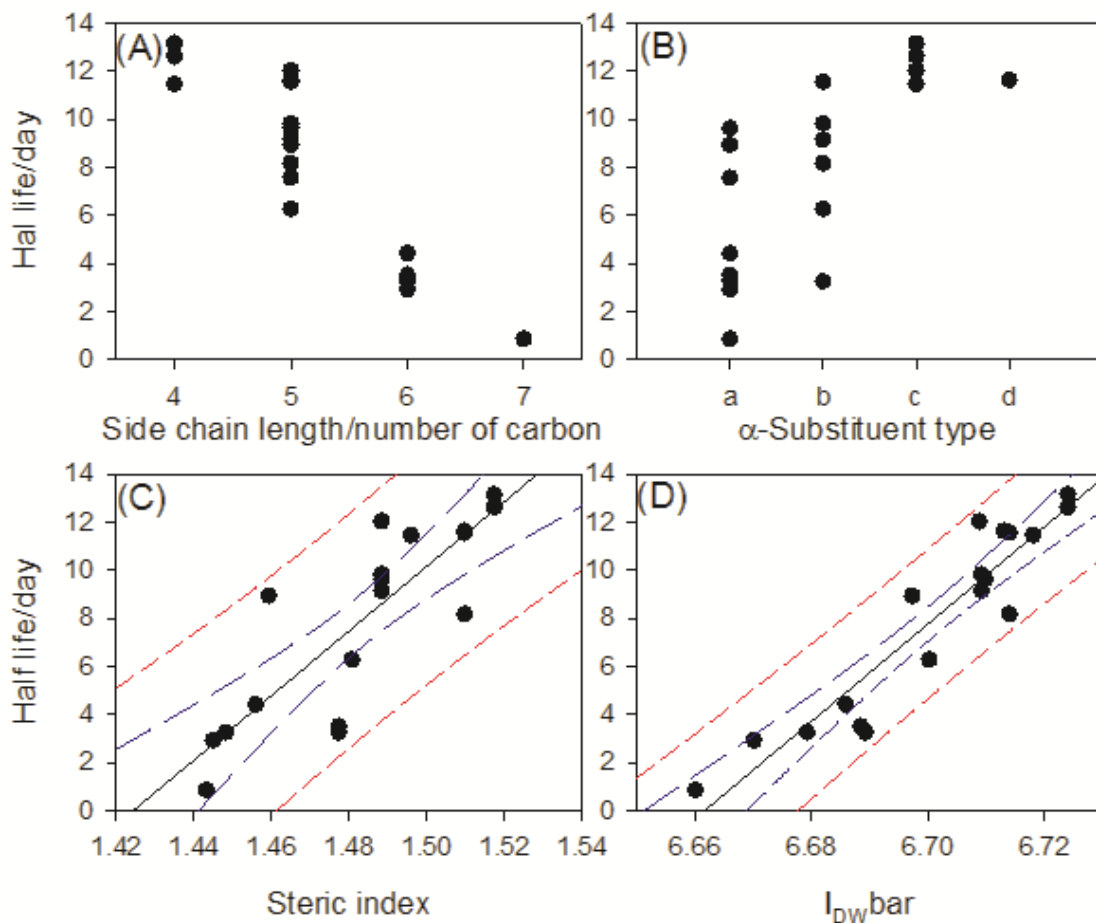 (A)
14
12
10
8
6
4
2
0
Hal life/day
4 5 6 7
Side chain length/number of carbon
(B)
14
12
10
8
6
4
2
0
a b c d
α-Substituent type
(C)
14
12
10
8
6
4
2
0
Half life/day
1.42 1.44 1.46 1.48 1.50 1.52 1.54
Steric index
(D)
14
12
10
8
6
4
2
0
6.66 6.68 6.70 6.72
I_DW bar